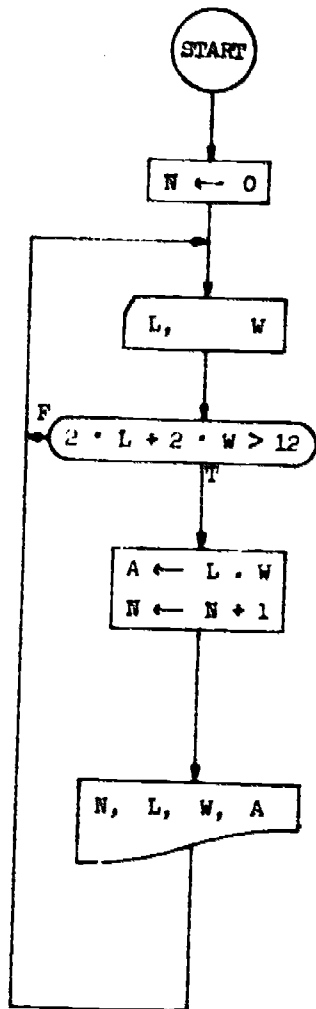 START
N ← 0
L, W
F
2 · L + 2 · W > 12
T
A ← L . W
N ← N + 1
N, L, W, A